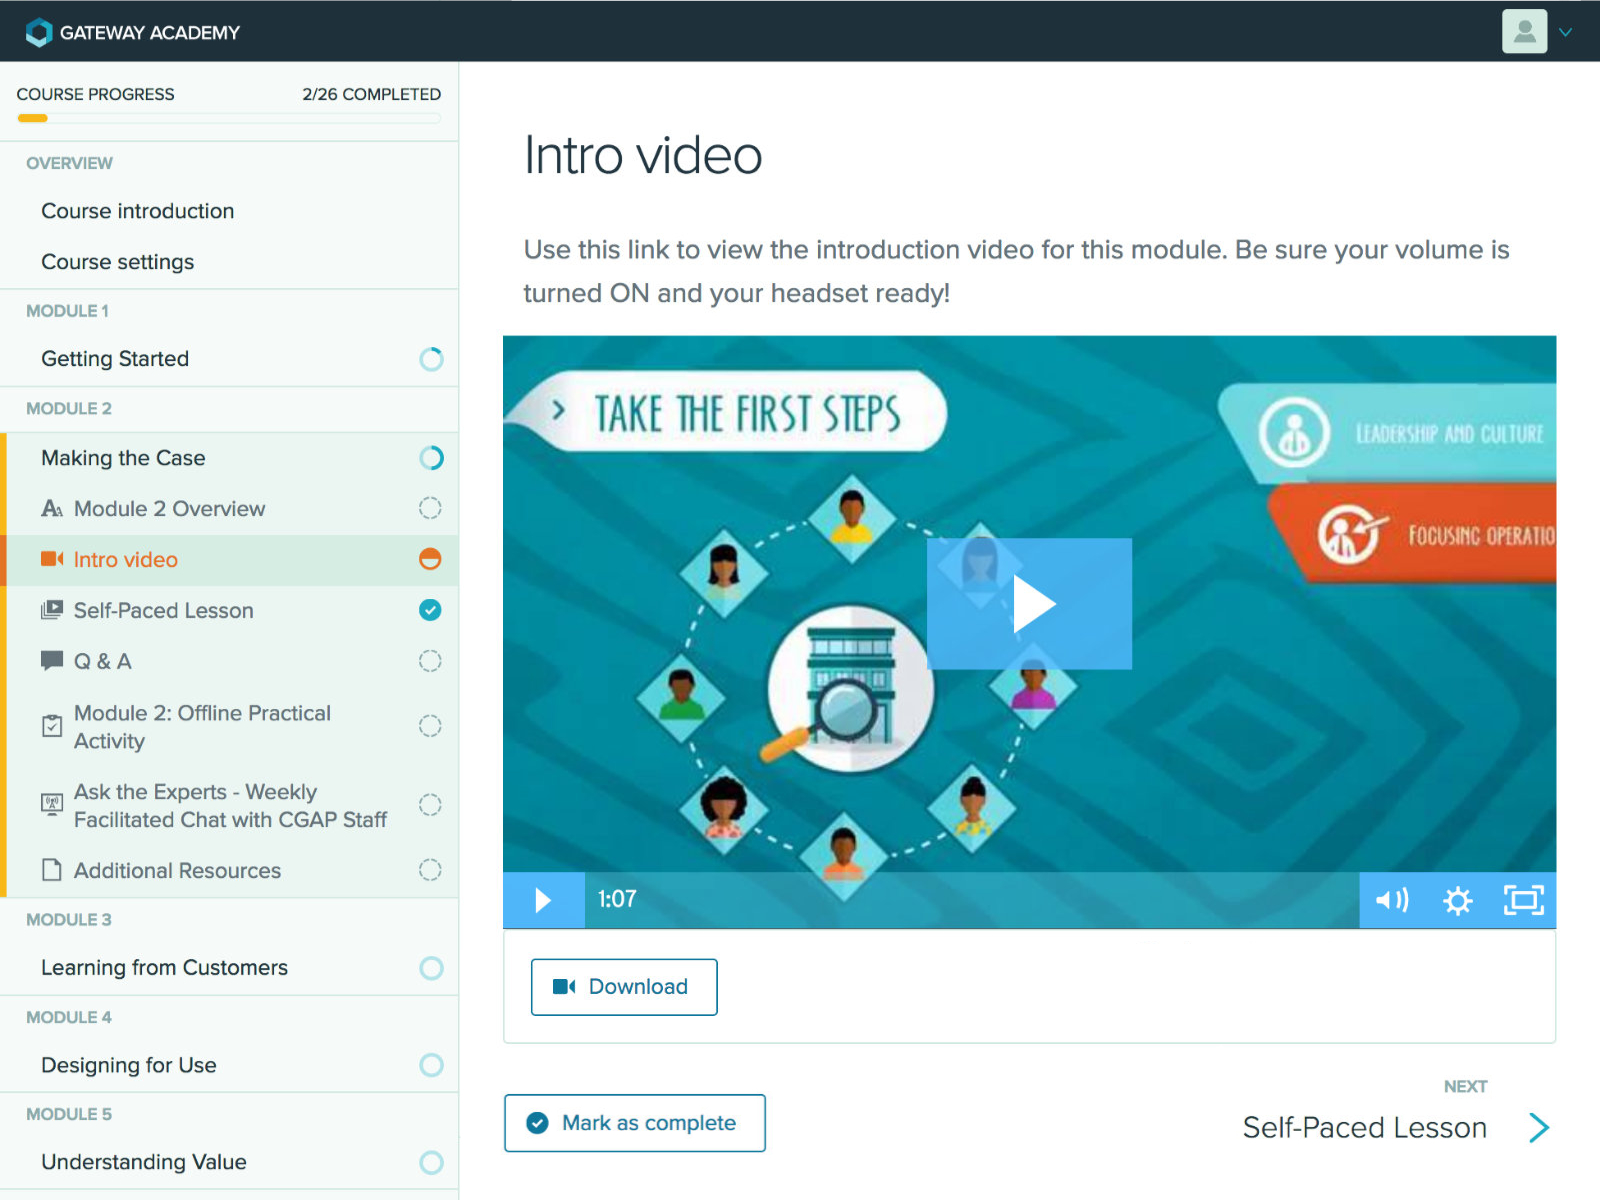 GATEWAY ACADEMY
COURSE PROGRESS
2/26 COMPLETED
OVERVIEW
Course introduction
Course settings
MODULE 1
Getting Started
MODULE 2
Making the Case
Module 2 Overview
Intro video
Self-Paced Lesson
Q & A
Module 2: Offline Practical
Activity
Ask the Experts - Weekly
Facilitated Chat with CGAP Staff
Additional Resources
MODULE 3
Learning from Customers
MODULE 4
Designing for Use
MODULE 5
Understanding Value
Intro video
Use this link to view the introduction video for this module. Be sure your volume is
turned ON and your headset ready!
TAKE THE FIRST STEPS
LEADERSHIP AND CULTURE
FOCUSING OPERATIO
1:07
Download
Mark as complete
NEXT
Self-Paced Lesson